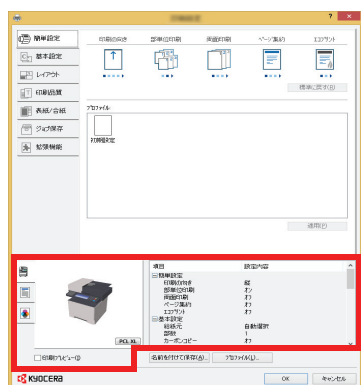 ?
簡単設定
基本設定
レイアウト
印刷品質
表紙/合紙
ジョブ保存
拡張機能
印刷の向き
部単位印刷
両面印刷
ページ集約
エコプリント
標準に戻す(R)
プロファイル
初期設定
適用(P)
項目 設定内容
簡単設定
印刷の向き 縦
部単位印刷 オン
両面印刷 オフ
ページ集約 オフ
エコプリント オフ
基本設定
給紙元 自動選択
部数 1
カーボンコピー オフ
PCL XL
印刷プレビュー(I)
名前を付けて保存(A)...
プロファイル(L)...
KYOCERA
OK
キャンセル